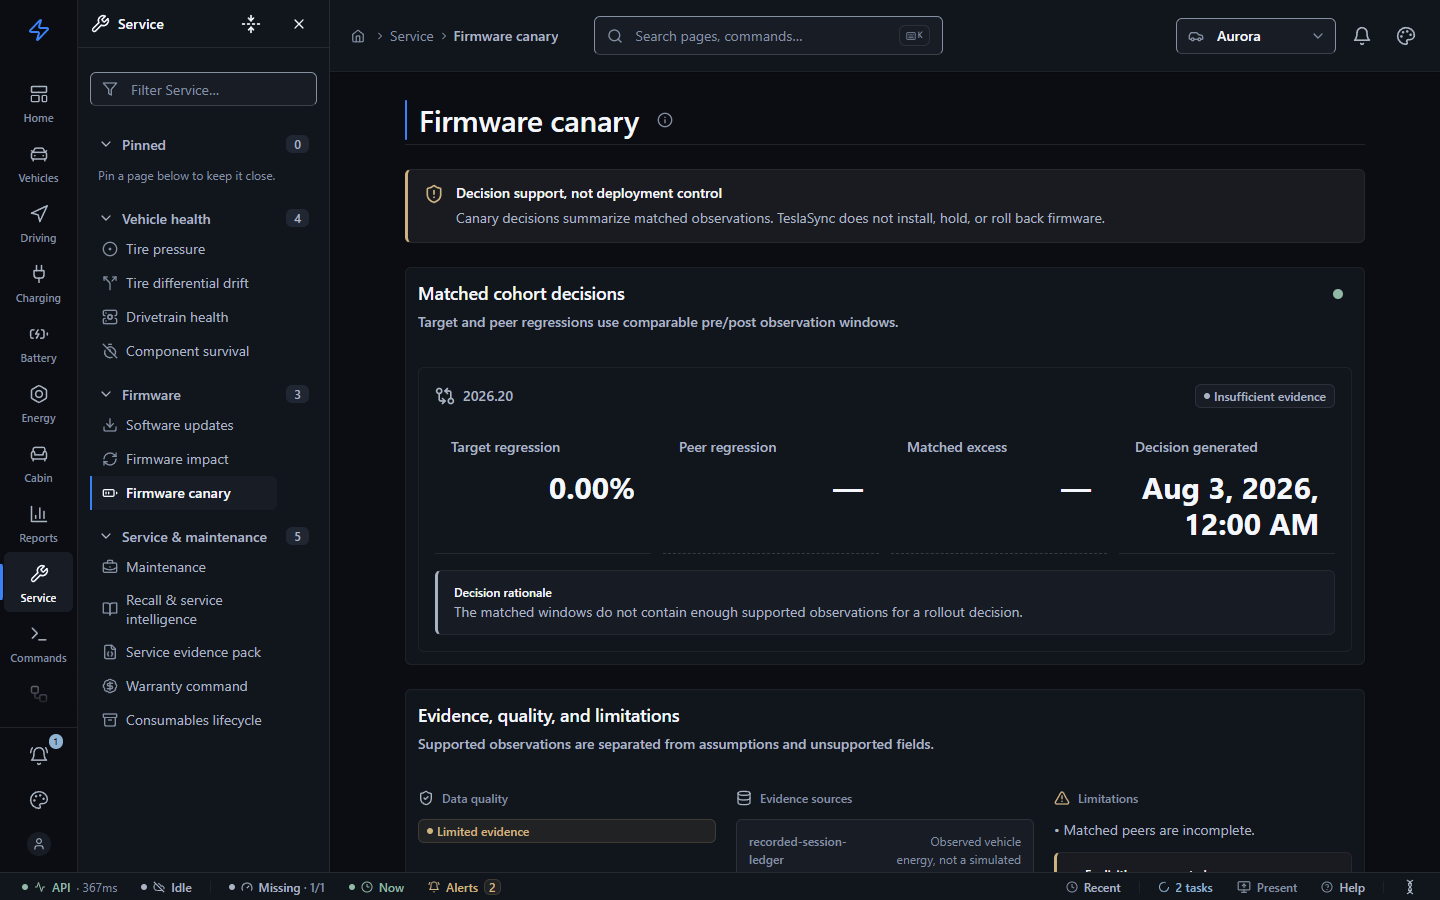 Service
Service
Firmware canary
Search pages, commands...
K
Aurora
Filter Service...
Home
Vehicles
Driving
Charging
Battery
Energy
Cabin
Reports
Service
Commands
1
Pinned
0
Pin a page below to keep it close.
Vehicle health
4
Tire pressure
Tire differential drift
Drivetrain health
Component survival
Firmware
3
Software updates
Firmware impact
Firmware canary
Service & maintenance
5
Maintenance
Recall & service
intelligence
Service evidence pack
Warranty command
Consumables lifecycle
Firmware canary
Decision support, not deployment control
Canary decisions summarize matched observations. TeslaSync does not install, hold, or roll back firmware.
Matched cohort decisions
Target and peer regressions use comparable pre/post observation windows.
2026.20
Insufficient evidence
Target regression
0.00%
Peer regression
—
Matched excess
—
Decision generated
Aug 3, 2026,
12:00 AM
Decision rationale
The matched windows do not contain enough supported observations for a rollout decision.
Evidence, quality, and limitations
Supported observations are separated from assumptions and unsupported fields.
Data quality
Limited evidence
Evidence sources
recorded-session-
ledger
Observed vehicle
energy, not a simulated
Limitations
• Matched peers are incomplete.
API · 367ms
Idle
Missing · 1/1
Now
Alerts 2
Recent
2 tasks
Present
Help